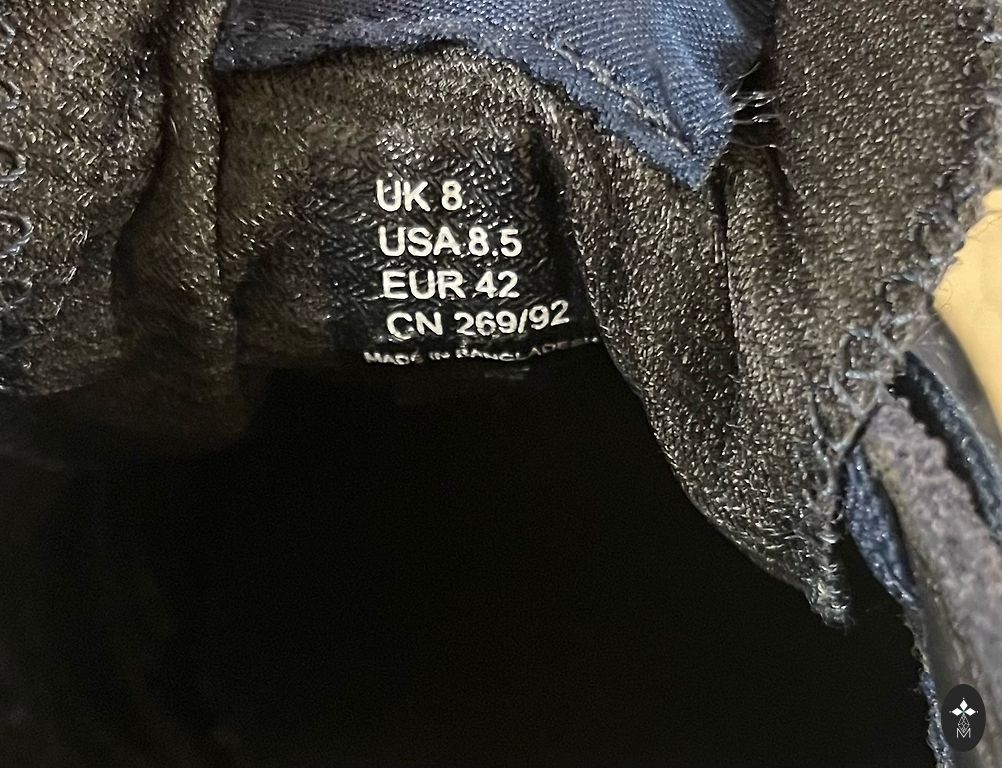 UK 8
USA 8.5
EUR 42
CN 269/92
MADE IN BANGLADESH
M